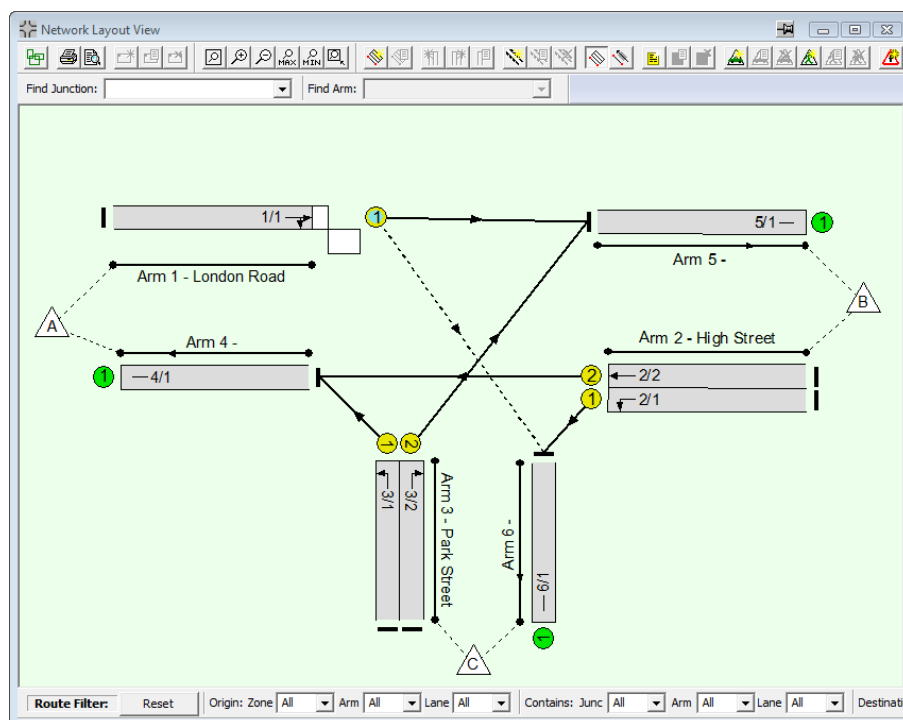 Network Layout View
MAX MIN
Find Junction: Find Arm:
1/1 1 5/1 1
Arm 1 - London Road
Arm 5 -
A
B
Arm 4 -
Arm 2 - High Street
1 4/1 2 2/2
1 2/1
1 2
3/1 3/2
Arm 3 - Park Street
Arm 6 -
6/1
1
C
Route Filter: Reset Origin: Zone All Arm All Lane All Contains: Junc All Arm All Lane All Destinati